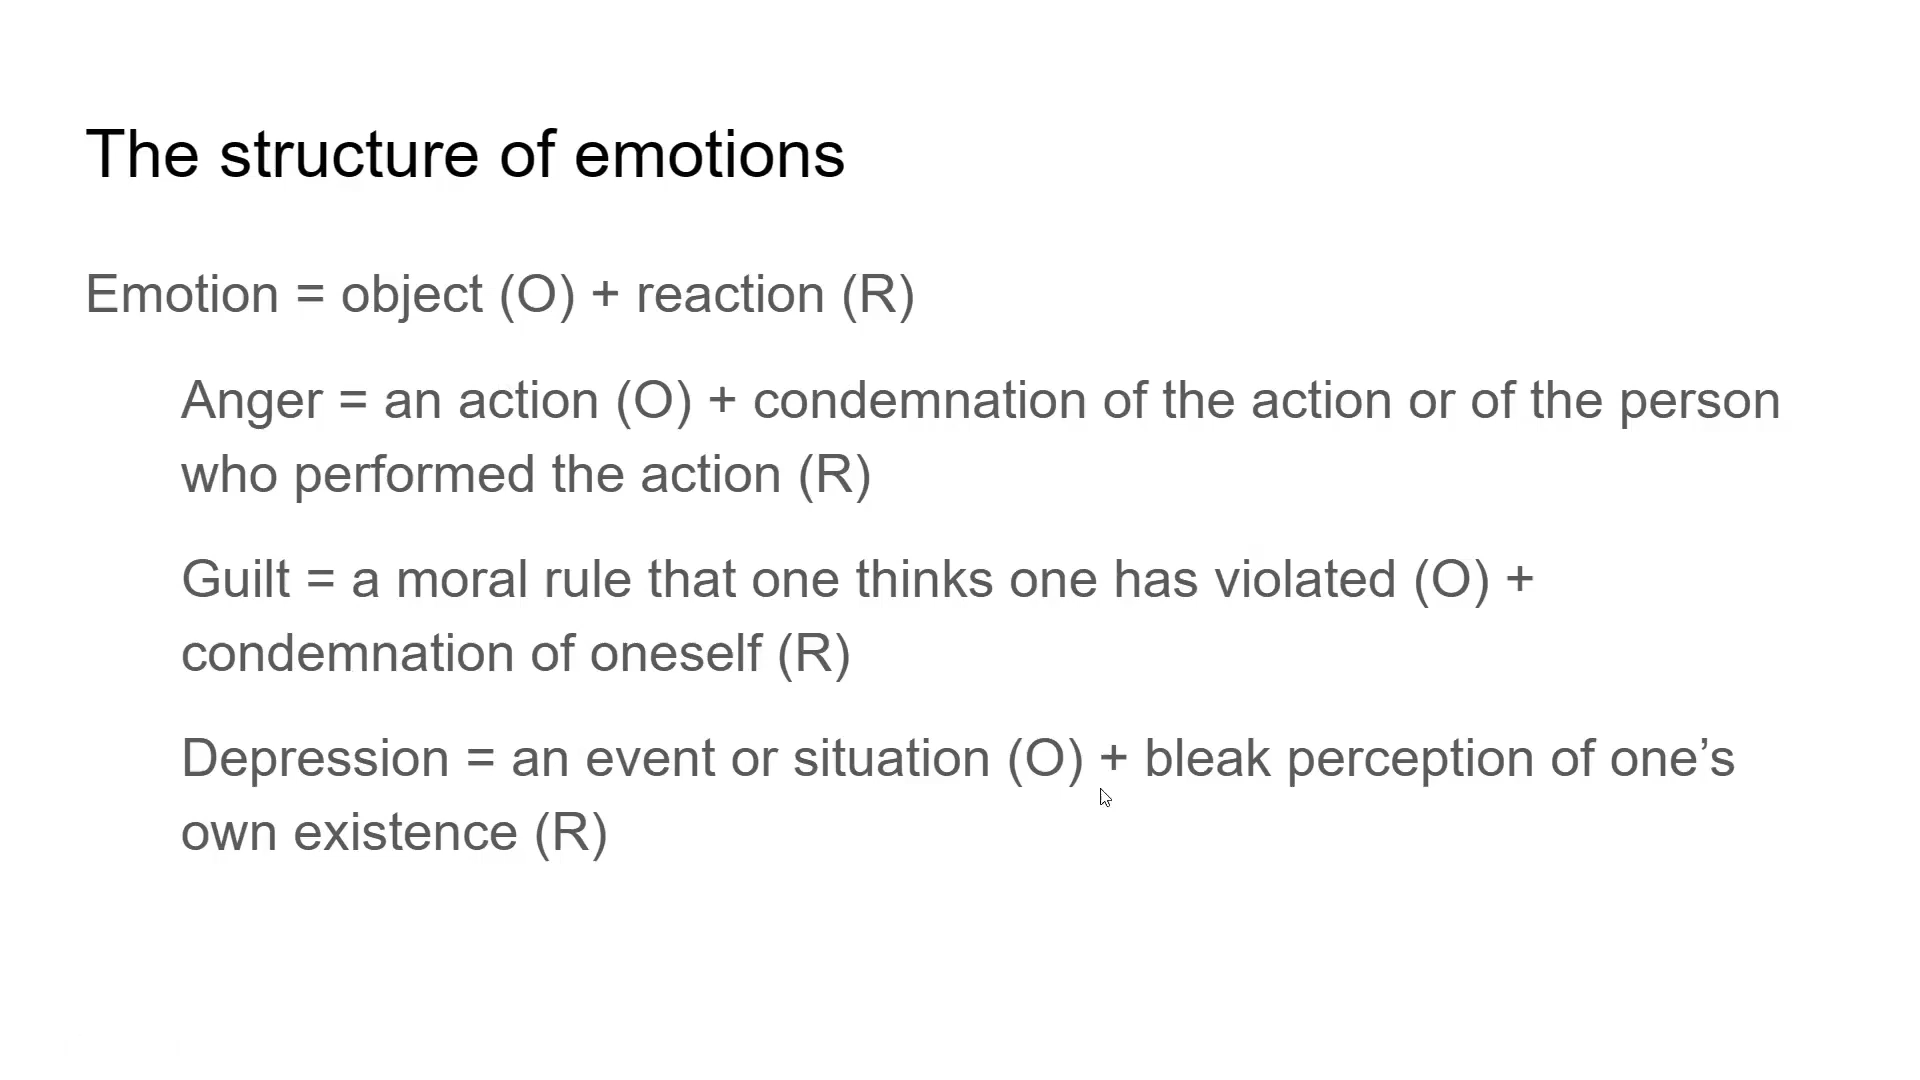 The structure of emotions
Emotion = object (O) + reaction (R)
Anger = an action (O) + condemnation of the action or of the person
who performed the action (R)
Guilt = a moral rule that one thinks one has violated (O) +
condemnation of oneself (R)
Depression = an event or situation (O) + bleak perception of one’s
own existence (R)